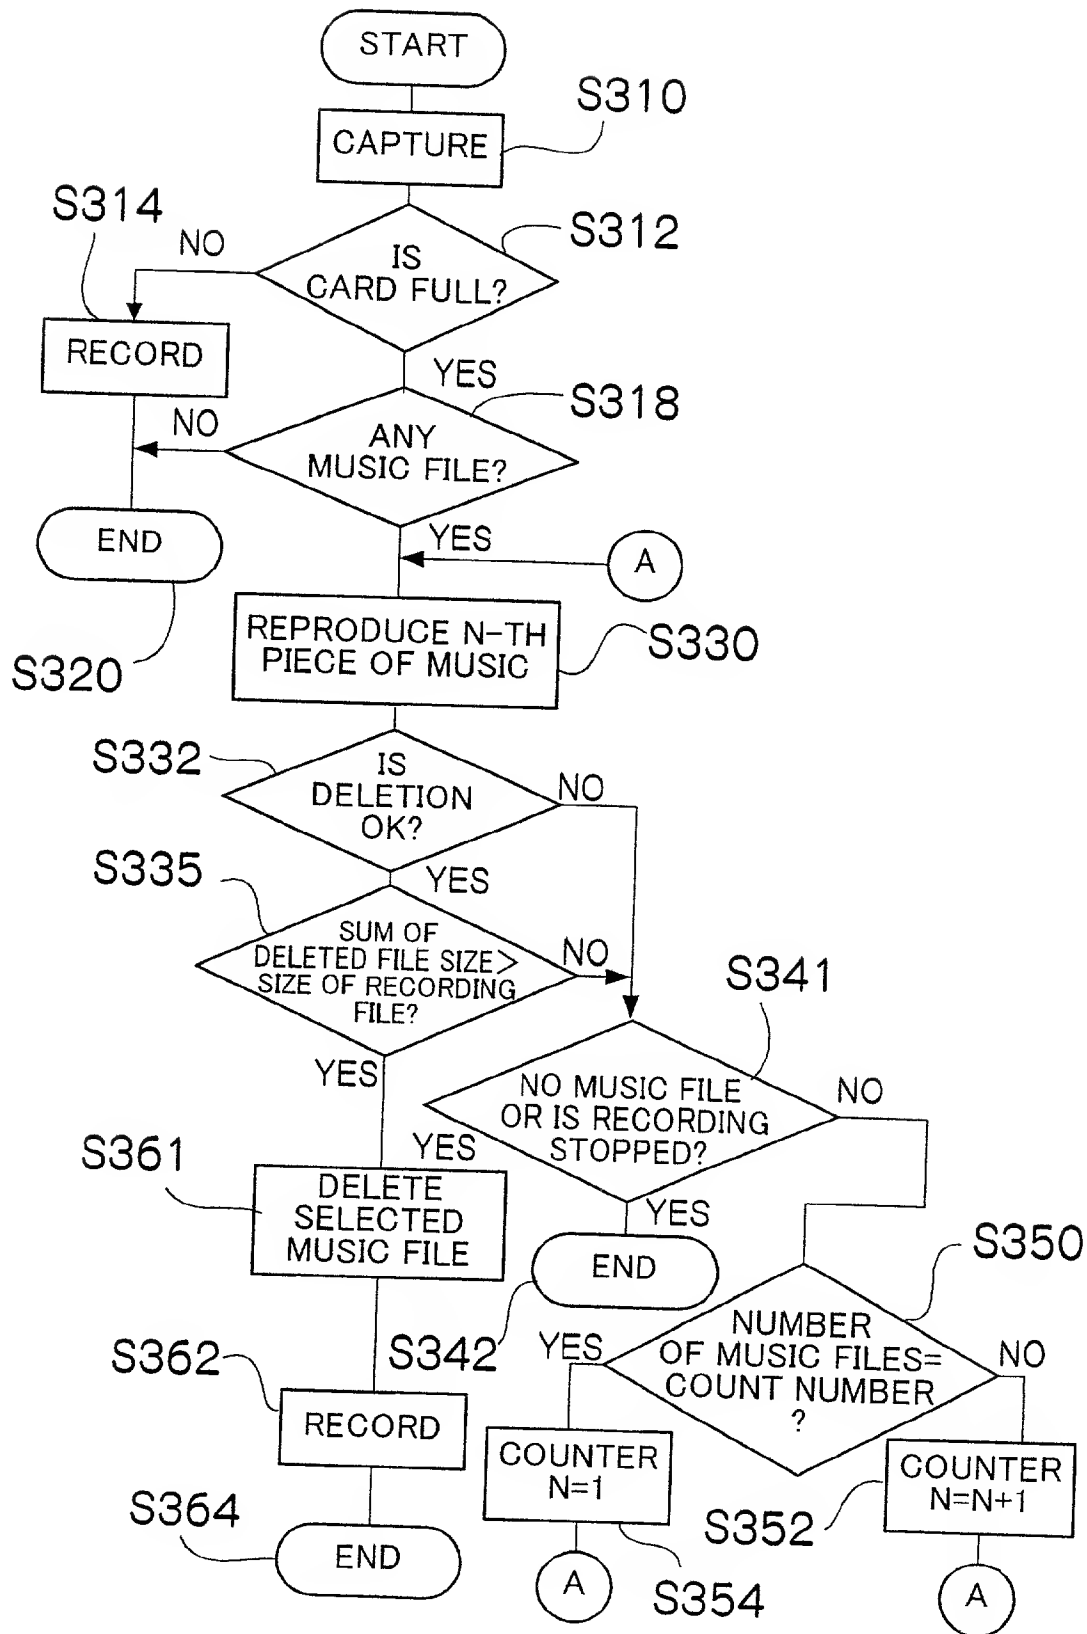 START
S310
CAPTURE
S314
NO
S312
IS
CARD FULL?
RECORD
YES
S318
NO
ANY
MUSIC FILE?
END
YES
A
REPRODUCE N-TH
PIECE OF MUSIC
S330
S320
S332
IS
DELETION
OK?
NO
S335
YES
SUM OF
DELETED FILE SIZE>
SIZE OF RECORDING
FILE?
NO
S341
YES
NO MUSIC FILE
OR IS RECORDING
STOPPED?
NO
YES
S361
DELETE
SELECTED
MUSIC FILE
YES
END
S350
S342
YES
NUMBER
OF MUSIC FILES=
COUNT NUMBER
?
NO
S362
RECORD
COUNTER
N=1
COUNTER
N=N+1
S352
S364
END
A
S354
A